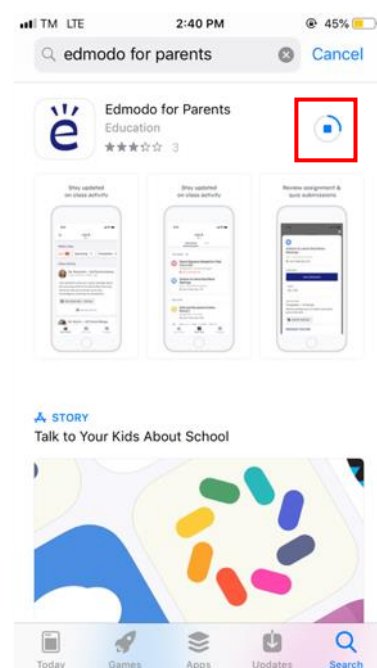 TM LTE 2:40 PM 45%
edmodo for parents Cancel
Edmodo for Parents
Education
3
Stay updated
on class activity
Stay updated
on class activity
Review assignment &
quiz submissions
STORY
Talk to Your Kids About School
Today Games Apps Updates Search